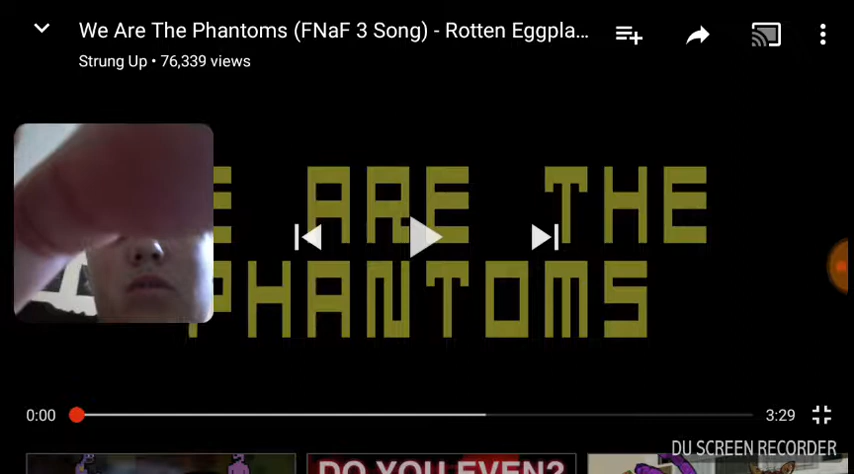 We Are The Phantoms (FNaF 3 Song) - Rotten Eggpla...
Strung Up • 76,339 views
E ARE THE
PHANTOMS
0:00
3:29
DU SCREEN RECORDER
DO YOU EVEN?